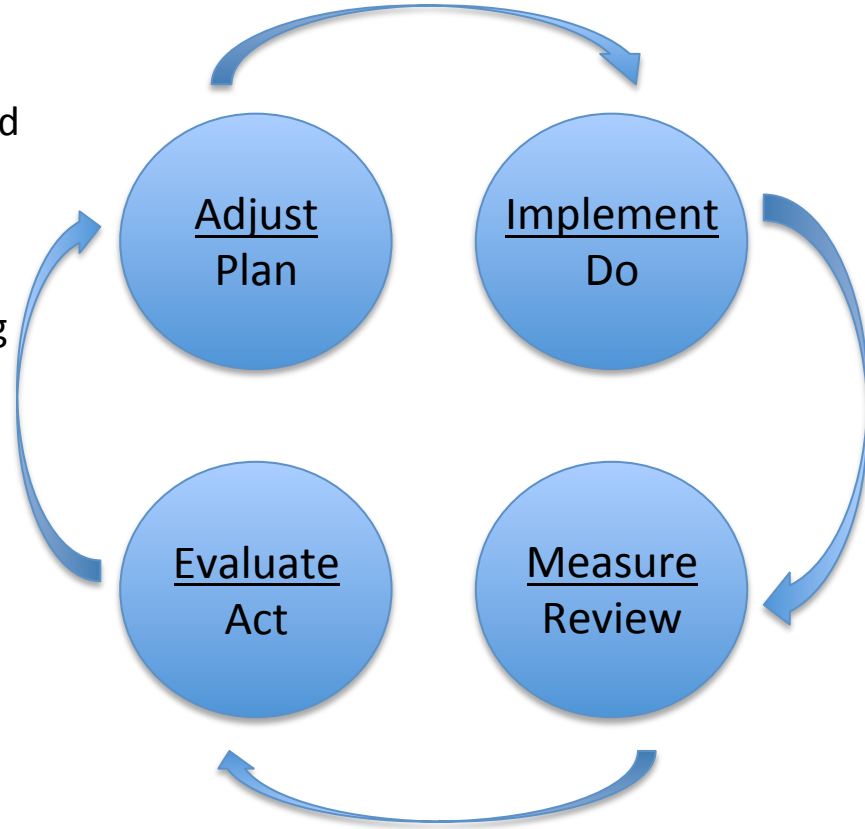 d
g
Adjust
Plan
Implement
Do
Measure
Review
Evaluate
Act